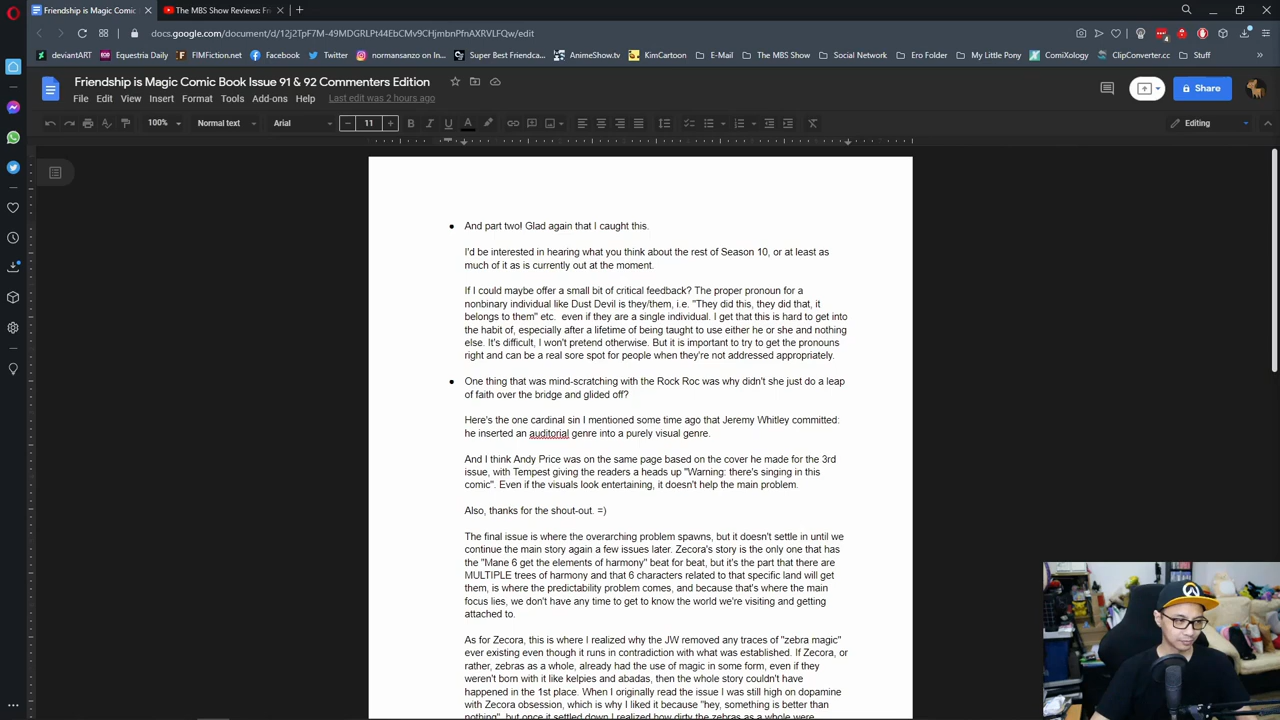 Friendship is Magic Comic
The MBS Show Reviews: F
docs.google.com/document/d/12j2TpF7M-49MDGRLPt44EbCMv9CHjmbnPfnAXRVLFQw/edit
deviantART
Equestria Daily
FIMFiction.net
Facebook
Twitter
normansanzo on In...
Super Best Friendca...
AnimeShow.tv
KimCartoon
E-Mail
The MBS Show
Social Network
Ero Folder
My Little Pony
ComiXology
ClipConverter.cc
Stuff
Friendship is Magic Comic Book Issue 91 & 92 Commenters Edition
File Edit View Insert Format Tools Add-ons Help Last edit was 2 hours ago
Share
100% Normal text Arial 11 Editing
And part two! Glad again that I caught this.
I'd be interested in hearing what you think about the rest of Season 10, or at least as
much of it as is currently out at the moment.
If I could maybe offer a small bit of critical feedback? The proper pronoun for a
nonbinary individual like Dust Devil is they/them, i.e. "They did this, they did that, it
belongs to them" etc. even if they are a single individual. I get that this is hard to get into
the habit of, especially after a lifetime of being taught to use either he or she and nothing
else. It's difficult, I won't pretend otherwise. But it is important to try to get the pronouns
right and can be a real sore spot for people when they're not addressed appropriately.
One thing that was mind-scratching with the Rock Roc was why didn't she just do a leap
of faith over the bridge and glided off?
Here's the one cardinal sin I mentioned some time ago that Jeremy Whitley committed:
he inserted an auditorial genre into a purely visual genre.
And I think Andy Price was on the same page based on the cover he made for the 3rd
issue, with Tempest giving the readers a heads up "Warning: there's singing in this
comic". Even if the visuals look entertaining, it doesn't help the main problem.
Also, thanks for the shout-out. =)
The final issue is where the overarching problem spawns, but it doesn't settle in until we
continue the main story again a few issues later. Zecora's story is the only one that has
the "Mane 6 get the elements of harmony" beat for beat, but it's the part that there are
MULTIPLE trees of harmony and that 6 characters related to that specific land will get
them, is where the predictability problem comes, and because that's where the main
focus lies, we don't have any time to get to know the world we're visiting and getting
attached to.
As for Zecora, this is where I realized why the JW removed any traces of "zebra magic"
ever existing even though it runs in contradiction with what was established. If Zecora, or
rather, zebras as a whole, already had the use of magic in some form, even if they
weren't born with it like kelpies and abadas, then the whole story couldn't have
happened in the 1st place. When I originally read the issue I was still high on dopamine
with Zecora obsession, which is why I liked it because "hey, something is better than
nothing", but once it settled down I realized how dirty the zebras as a whole were